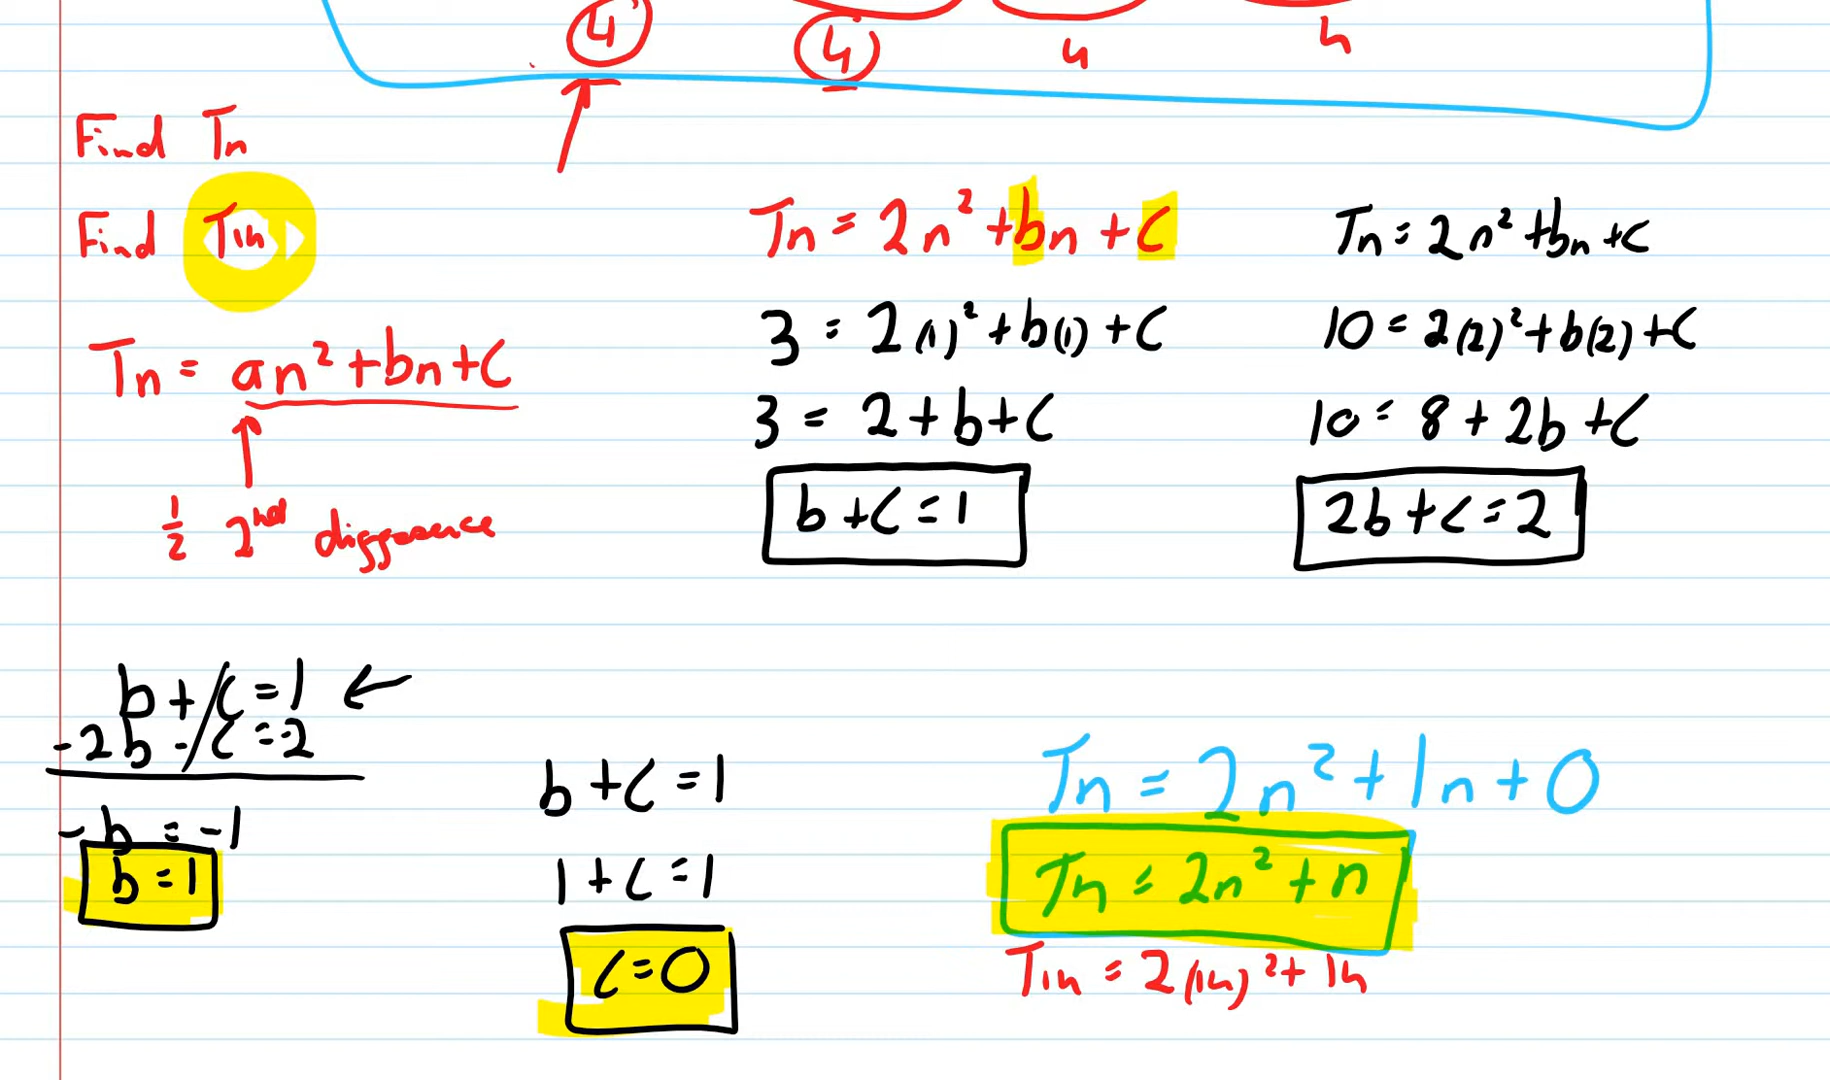 4 4 4 4
Find Tn
Find T14
Tn = an² + bn + c
½ 2nd difference
Tn = 2n² + bn + c
3 = 2(1)² + b(1) + c
3 = 2 + b + c
b + c = 1
Tn = 2n² + bn + c
10 = 2(2)² + b(2) + c
10 = 8 + 2b + c
2b + c = 2
b + c = 1
-2b - c = -2
-b = -1
b = 1
b + c = 1
1 + c = 1
c = 0
Tn = 2n² + 1n + 0
Tn = 2n² + n
T14 = 2(14)² + 14